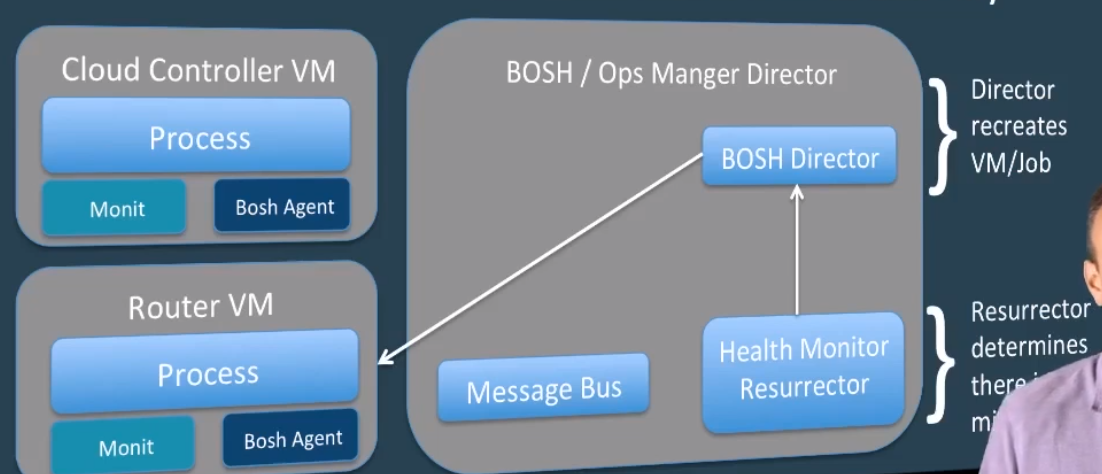 Cloud Controller VM
Process
Monit
Bosh Agent
Router VM
Process
Monit
Bosh Agent
BOSH / Ops Manger Director
BOSH Director
Message Bus
Health Monitor
Resurrector
Director
recreates
VM/Job
Resurrector
determines
there